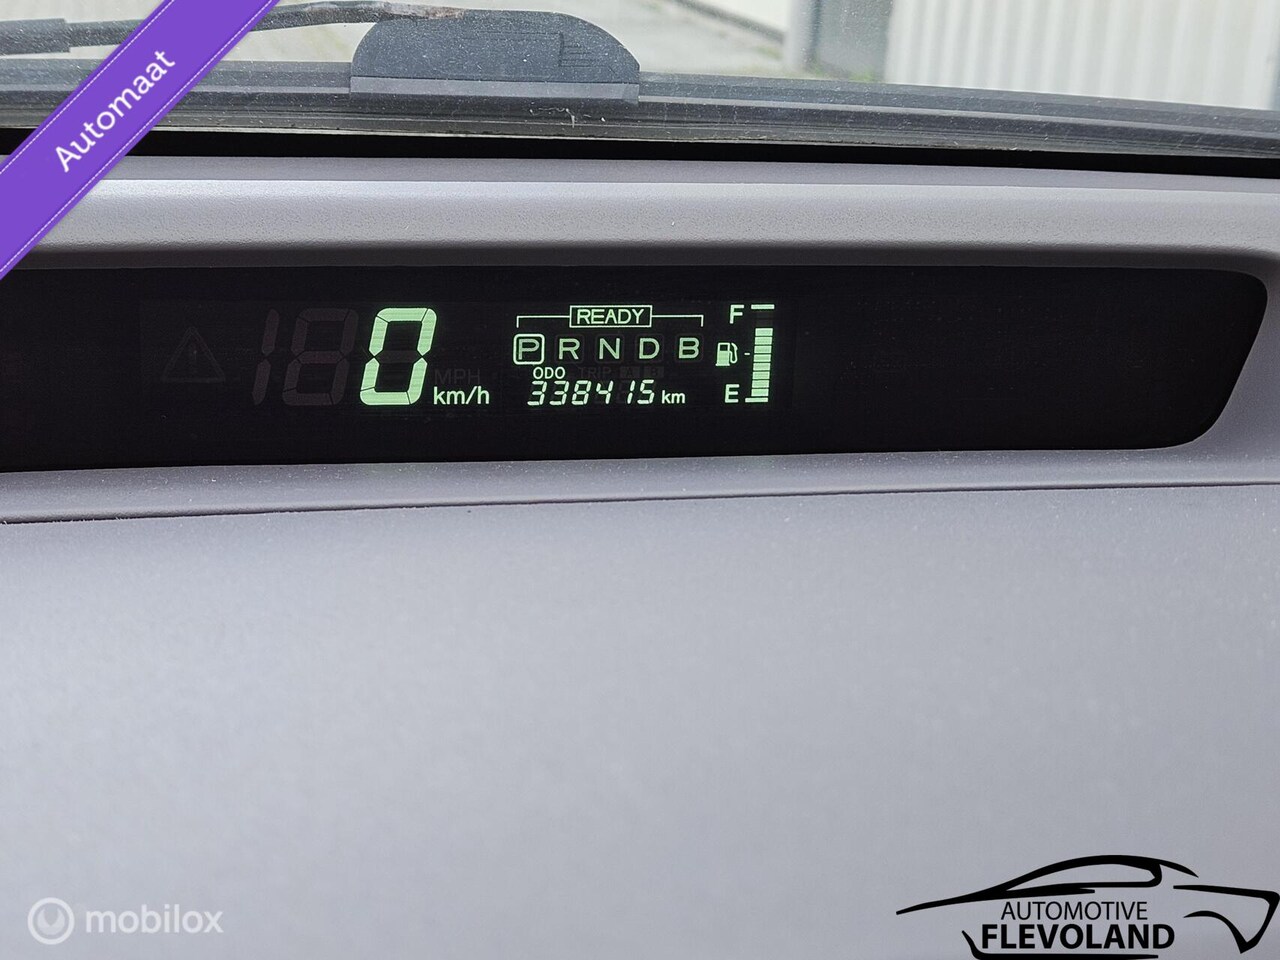 Automaat
0 km/h
MPH
READY
P R N D B
ODO TRIP A B
338415 km
F
E
mobilox
AUTOMOTIVE
FLEVOLAND